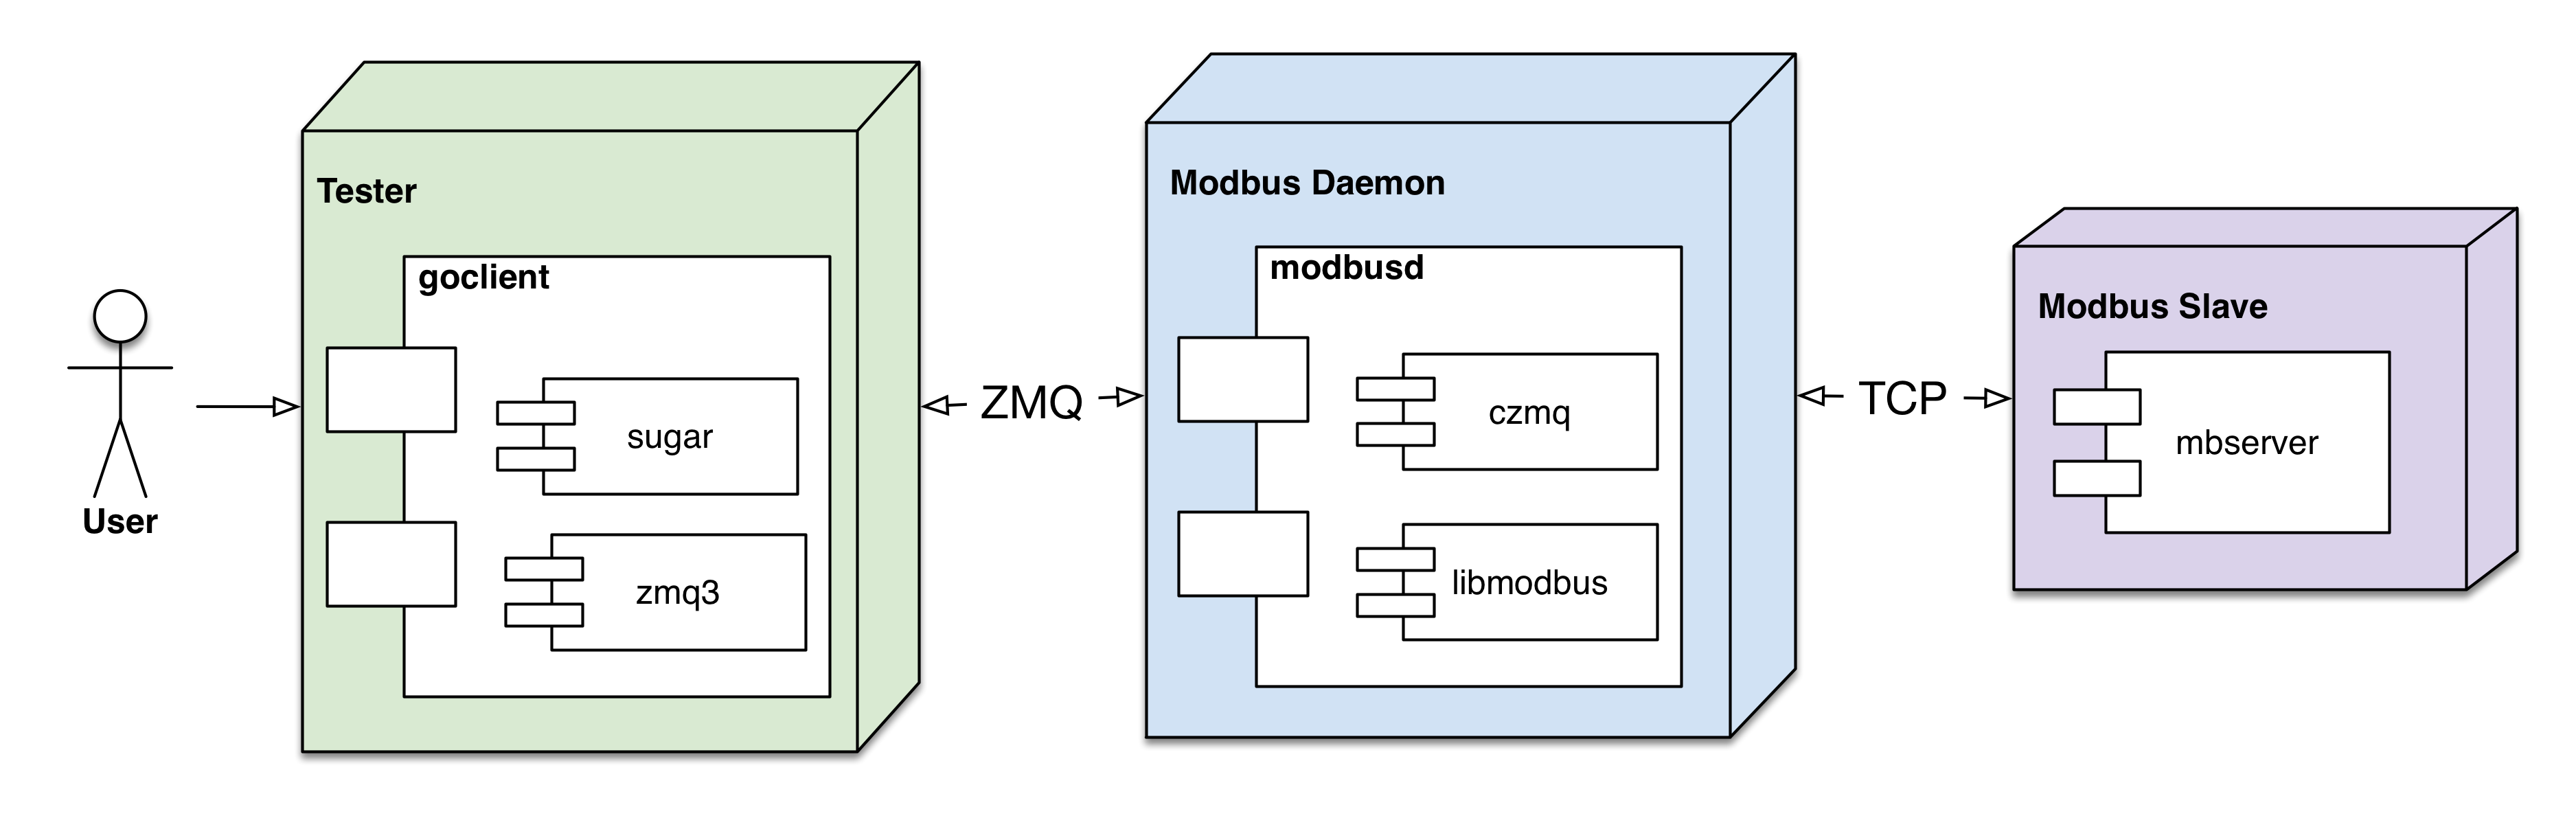 User
Tester
goclient
sugar
zmq3
ZMQ
Modbus Daemon
modbusd
czmq
libmodbus
TCP
Modbus Slave
mbserver